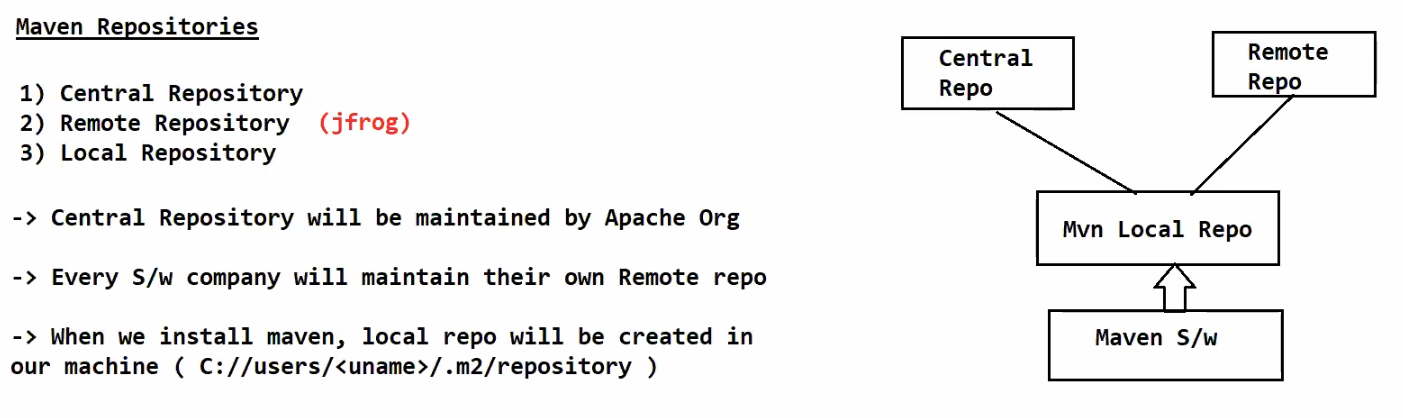 Maven Repositories
1) Central Repository
2) Remote Repository (jfrog)
3) Local Repository
-> Central Repository will be maintained by Apache Org
-> Every S/w company will maintain their own Remote repo
-> When we install maven, local repo will be created in
our machine ( C://users/<uname>/.m2/repository )
Central
Repo
Remote
Repo
Mvn Local Repo
Maven S/w